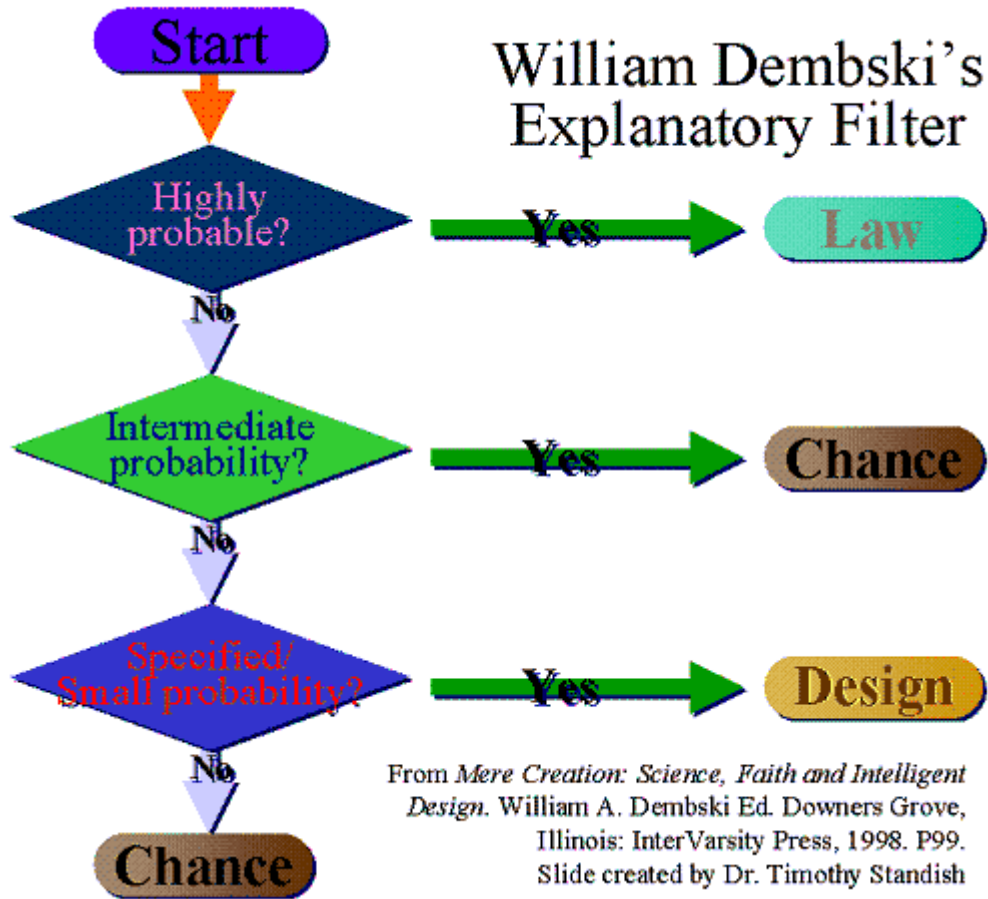 Start
William Dembski's
Explanatory Filter
Highly
probable?
Yes
Law
No
Intermediate
probability?
Yes
Chance
No
Specified/
Small probability?
Yes
Design
No
Chance
From Mere Creation: Science, Faith and Intelligent
Design. William A. Dembski Ed. Downers Grove,
Illinois: InterVarsity Press, 1998. P99.
Slide created by Dr. Timothy Standish